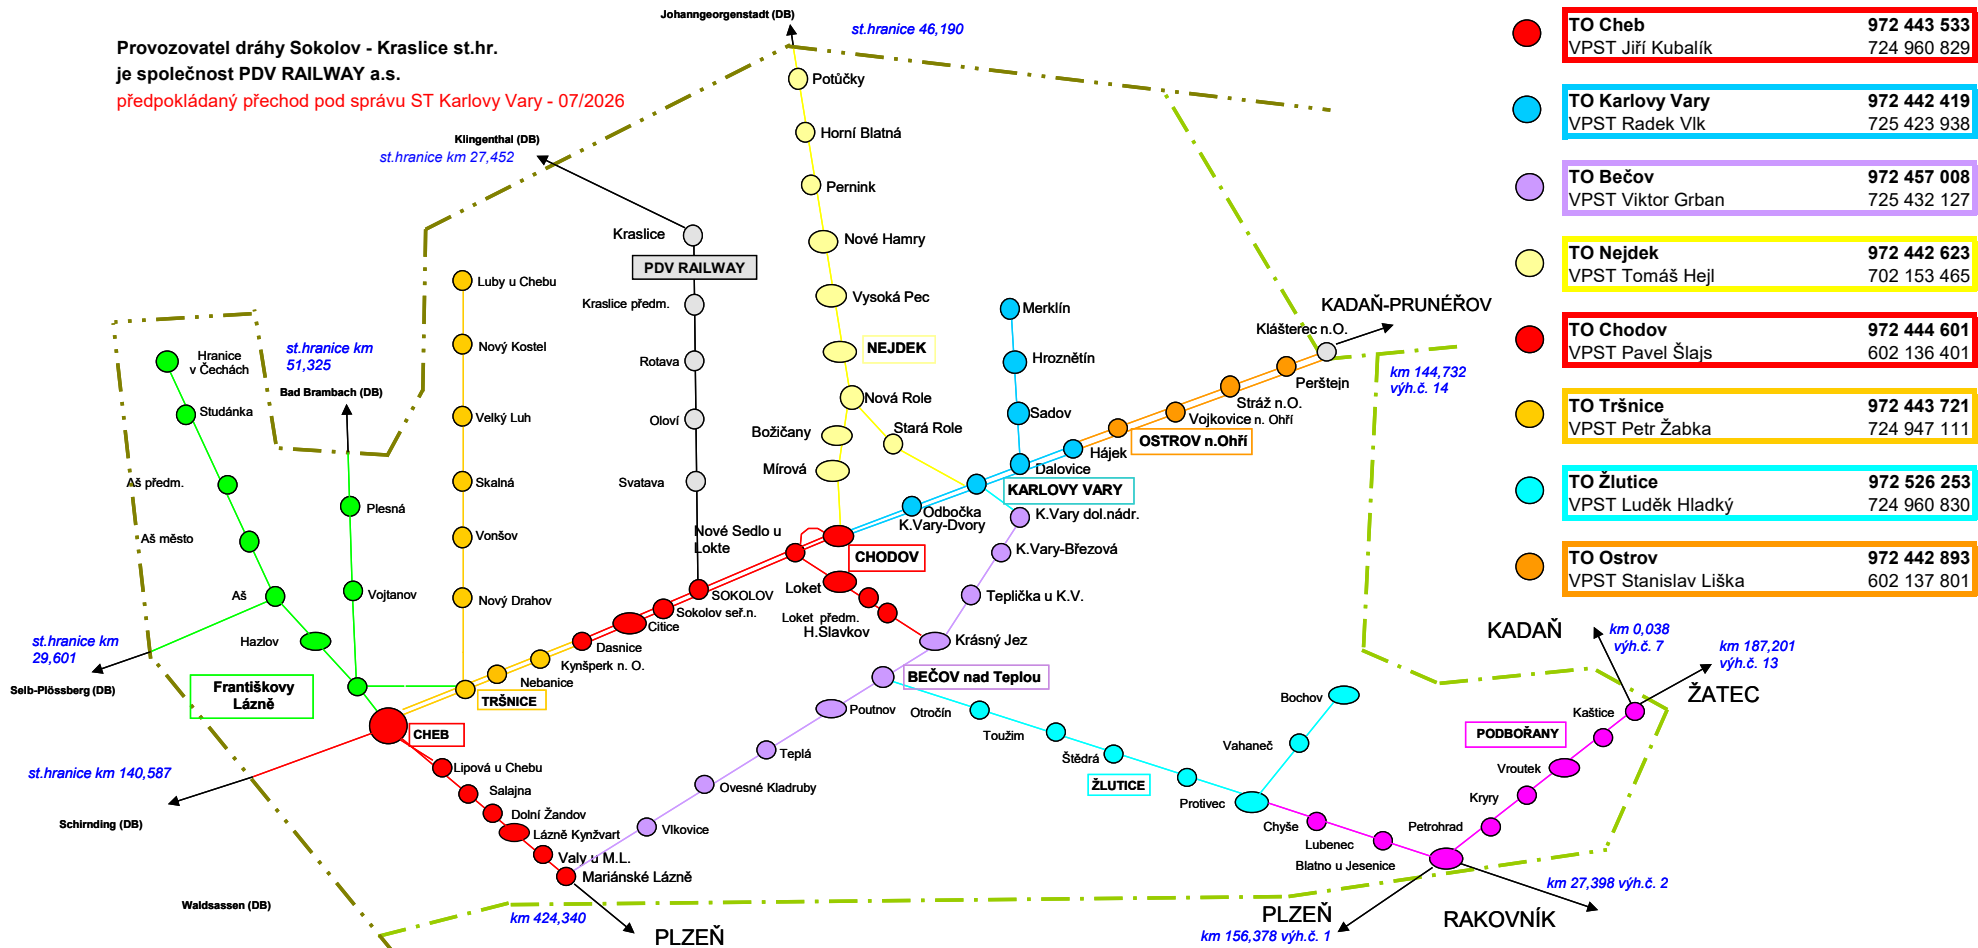 Provozovatel dráhy Sokolov - Kraslice st.hr.
je společnost PDV RAILWAY a.s.
předpokládaný přechod pod správu ST Karlovy Vary - 07/2026
Johanngeorgenstadt (DB)
st.hranice 46,190
Klingenthal (DB)
st.hranice km 27,452
TO Cheb 972 443 533
VPST Jiří Kubalík 724 960 829
TO Karlovy Vary 972 442 419
VPST Radek Vlk 725 423 938
TO Bečov 972 457 008
VPST Viktor Grban 725 432 127
TO Nejdek 972 442 623
VPST Tomáš Hejl 702 153 465
TO Chodov 972 444 601
VPST Pavel Šlajs 602 136 401
TO Tršnice 972 443 721
VPST Petr Žabka 724 947 111
TO Žlutice 972 526 253
VPST Luděk Hladký 724 960 830
TO Ostrov 972 442 893
VPST Stanislav Liška 602 137 801
Potůčky
Horní Blatná
Pernink
Nové Hamry
Vysoká Pec
NEJDEK
Nová Role
Stará Role
Božičany
Mírová
Kraslice
PDV RAILWAY
Kraslice předm.
Rotava
Oloví
Svatava
Luby u Chebu
Nový Kostel
Velký Luh
Skalná
Vonšov
Nový Drahov
st.hranice km
51,325
Bad Brambach (DB)
Plesná
Vojtanov
Hranice
v Čechách
Studánka
Aš předm.
Aš město
Aš
Hazlov
st.hranice km
29,601
Selb-Plössberg (DB)
Františkovy
Lázně
Merklín
Hroznětín
Sadov
Dalovice
Hájek
KADAŇ-PRUNÉŘOV
Klášterec n.O.
km 144,732
výh.č. 14
Perštejn
Stráž n.O.
Vojkovice n. Ohří
OSTROV n.Ohří
KARLOVY VARY
Odbočka
K.Vary-Dvory
K.Vary dol.nádr.
K.Vary-Březová
Teplička u K.V.
Krásný Jez
Nové Sedlo u
Lokte
CHODOV
Loket
Loket předm.
H.Slavkov
SOKOLOV
Sokolov seř.n.
Citice
Dasnice
Kynšperk n. O.
Nebanice
TRŠNICE
CHEB
Lipová u Chebu
Salajna
Dolní Žandov
Lázně Kynžvart
Valy u M.L.
Mariánské Lázně
st.hranice km 140,587
Schirnding (DB)
Waldsassen (DB)
km 424,340
PLZEŇ
BEČOV nad Teplou
Poutnov
Teplá
Ovesné Kladruby
Vlkovice
Otročín
Toužim
Štědrá
ŽLUTICE
Protivec
Vahaneč
Bochov
Chyše
Lubenec
Blatno u Jesenice
Petrohrad
Kryry
Vroutek
PODBOŘANY
Kaštice
KADAŇ
km 0,038
výh.č. 7
km 187,201
výh.č. 13
ŽATEC
km 27,398 výh.č. 2
RAKOVNÍK
PLZEŇ
km 156,378 výh.č. 1